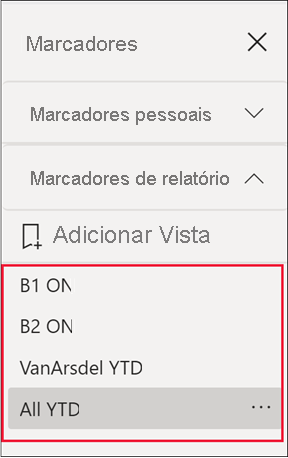 Marcadores
Marcadores pessoais
Marcadores de relatório
Adicionar Vista
B1 ON
B2 ON
VanArsdel YTD
All YTD